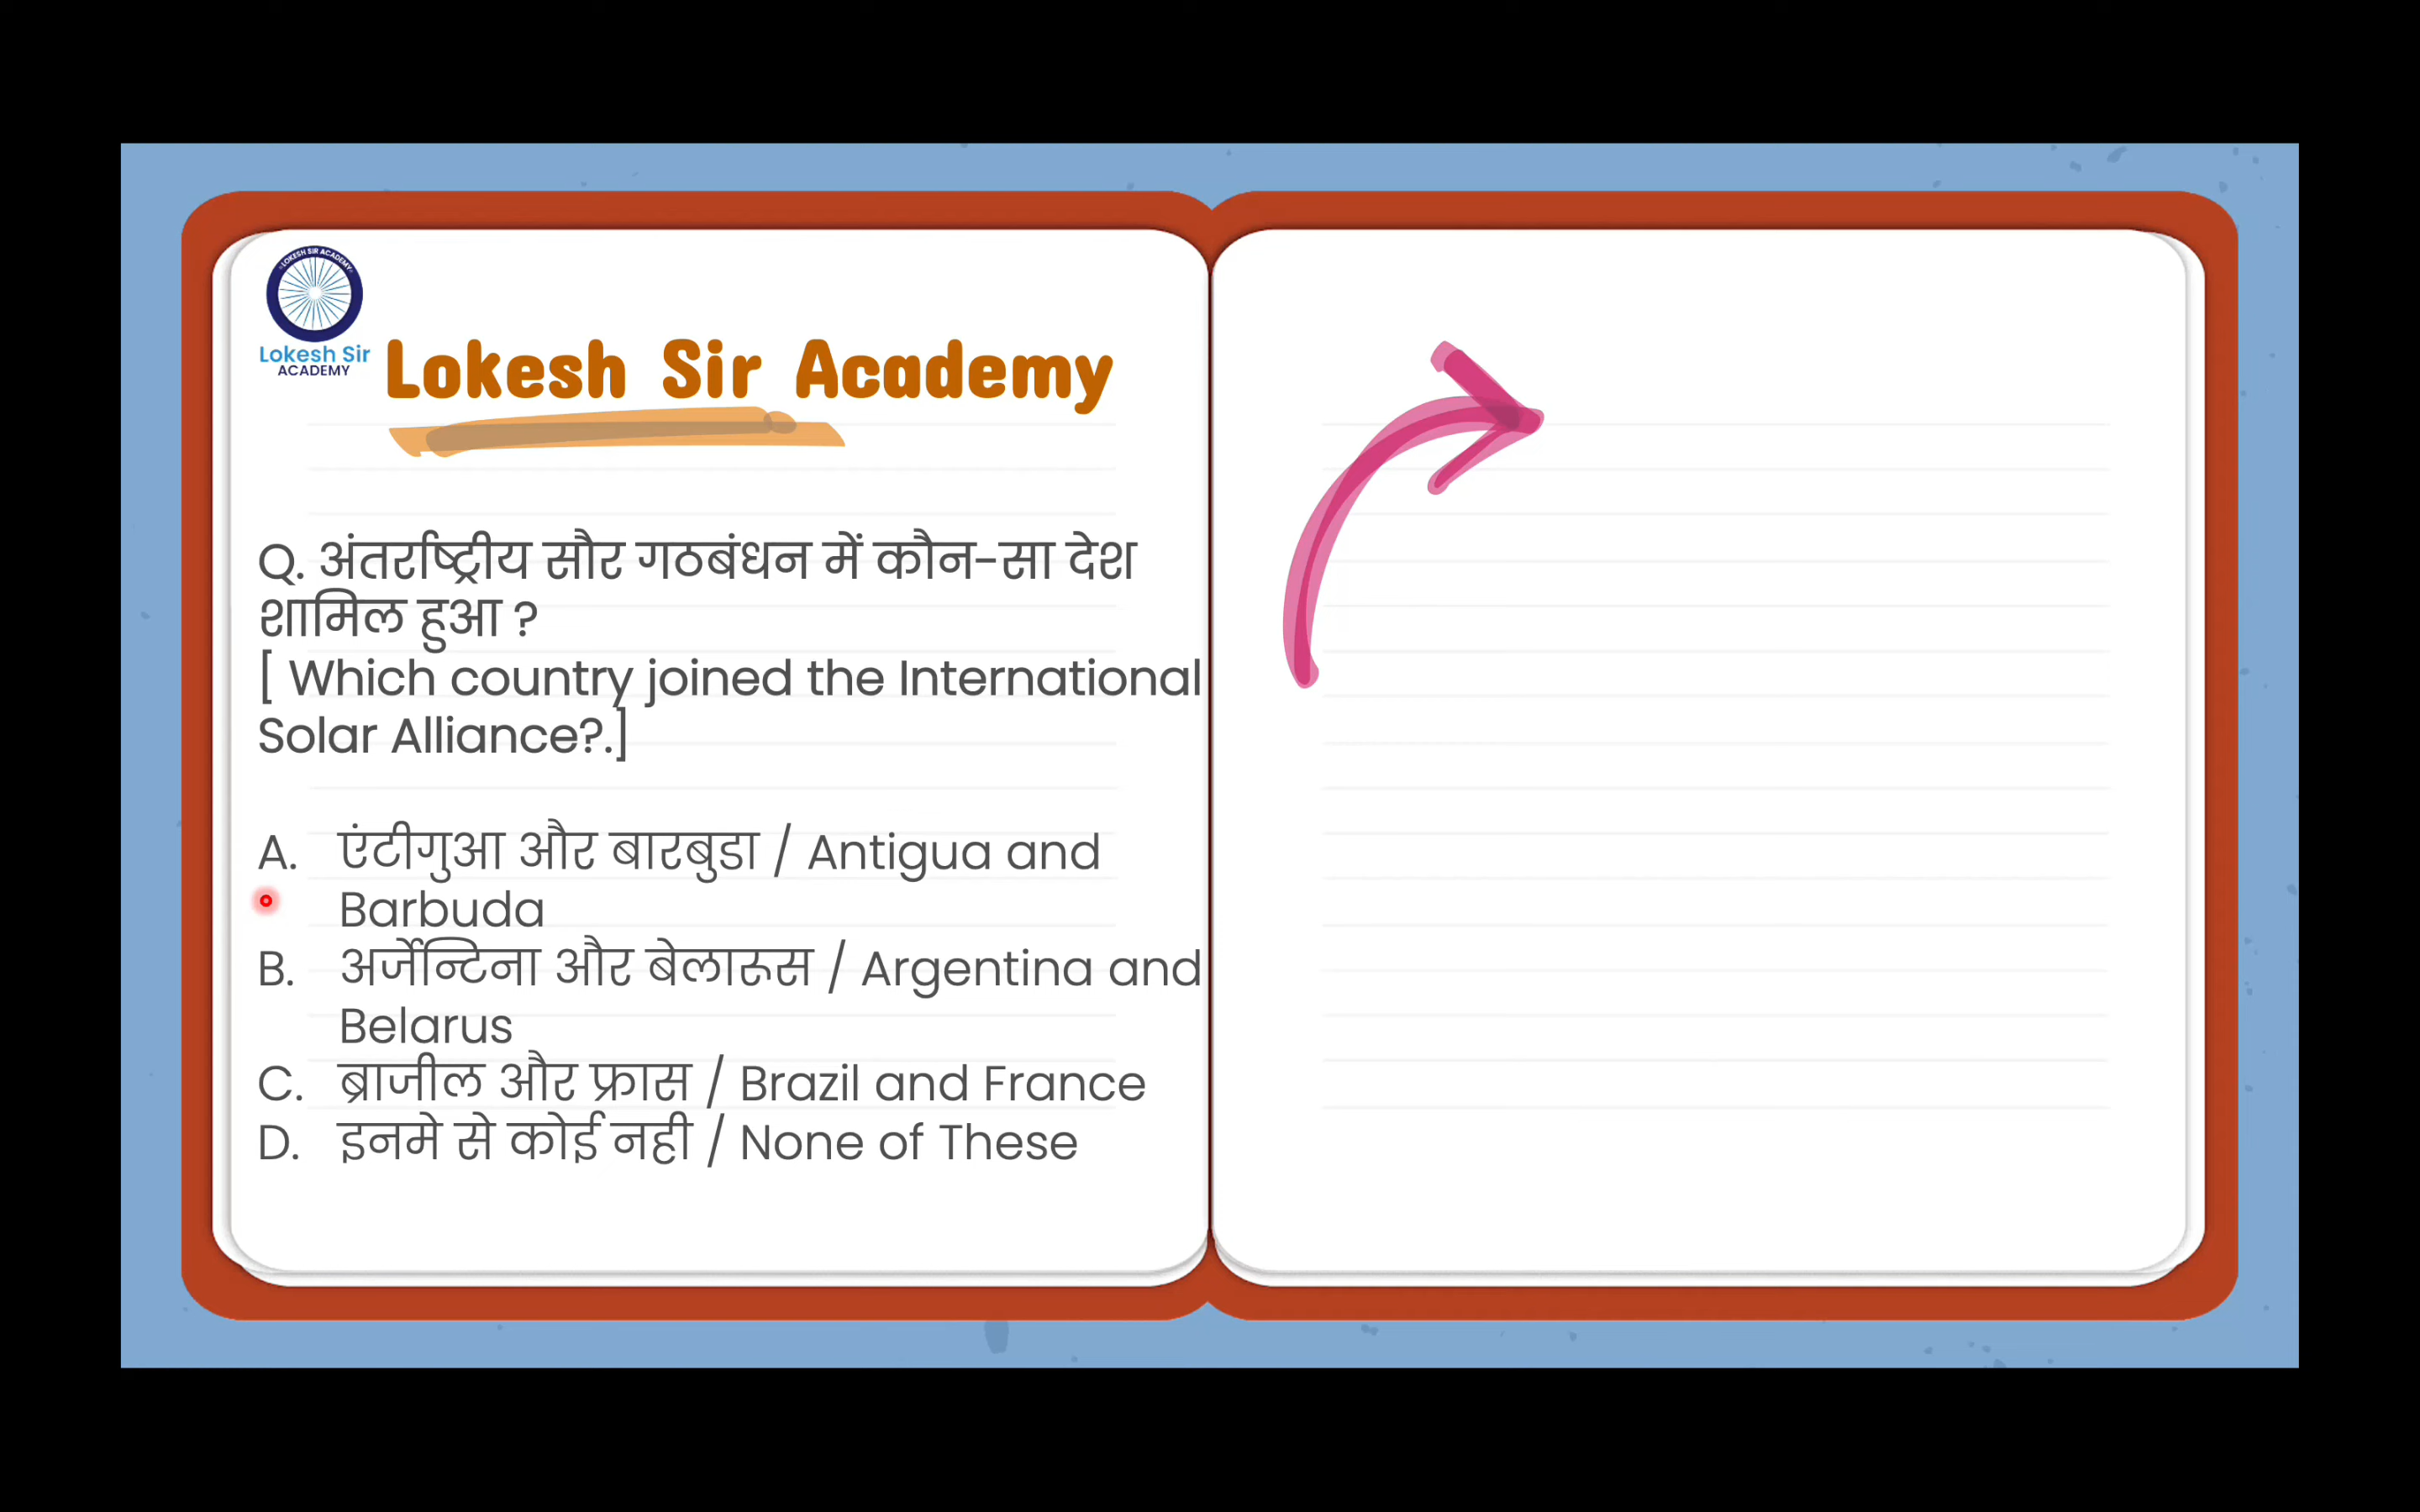 LOKESH SIR ACADEMY
Lokesh Sir
ACADEMY
Lokesh Sir Academy
Q. अंतर्राष्ट्रीय सौर गठबंधन में कौन-सा देश
शामिल हुआ ?
[ Which country joined the International
Solar Alliance?.]
A. एंटीगुआ और बारबुडा / Antigua and
Barbuda
B. अर्जेन्टिना और बेलारूस / Argentina and
Belarus
C. ब्राजील और फ्रास / Brazil and France
D. इनमे से कोई नही / None of These